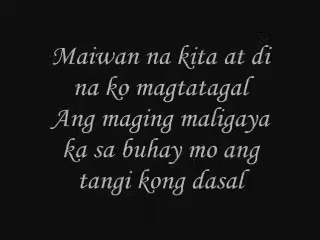 Maiwan na kita at di
na ko magtatagal
Ang maging maligaya
ka sa buhay mo ang
tangi kong dasal